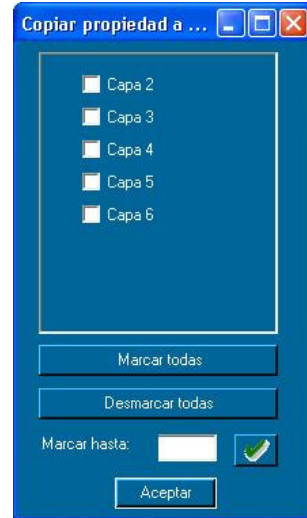 Copiar propiedad a ...
Capa 2
Capa 3
Capa 4
Capa 5
Capa 6
Marcar todas
Desmarcar todas
Marcar hasta:
Aceptar